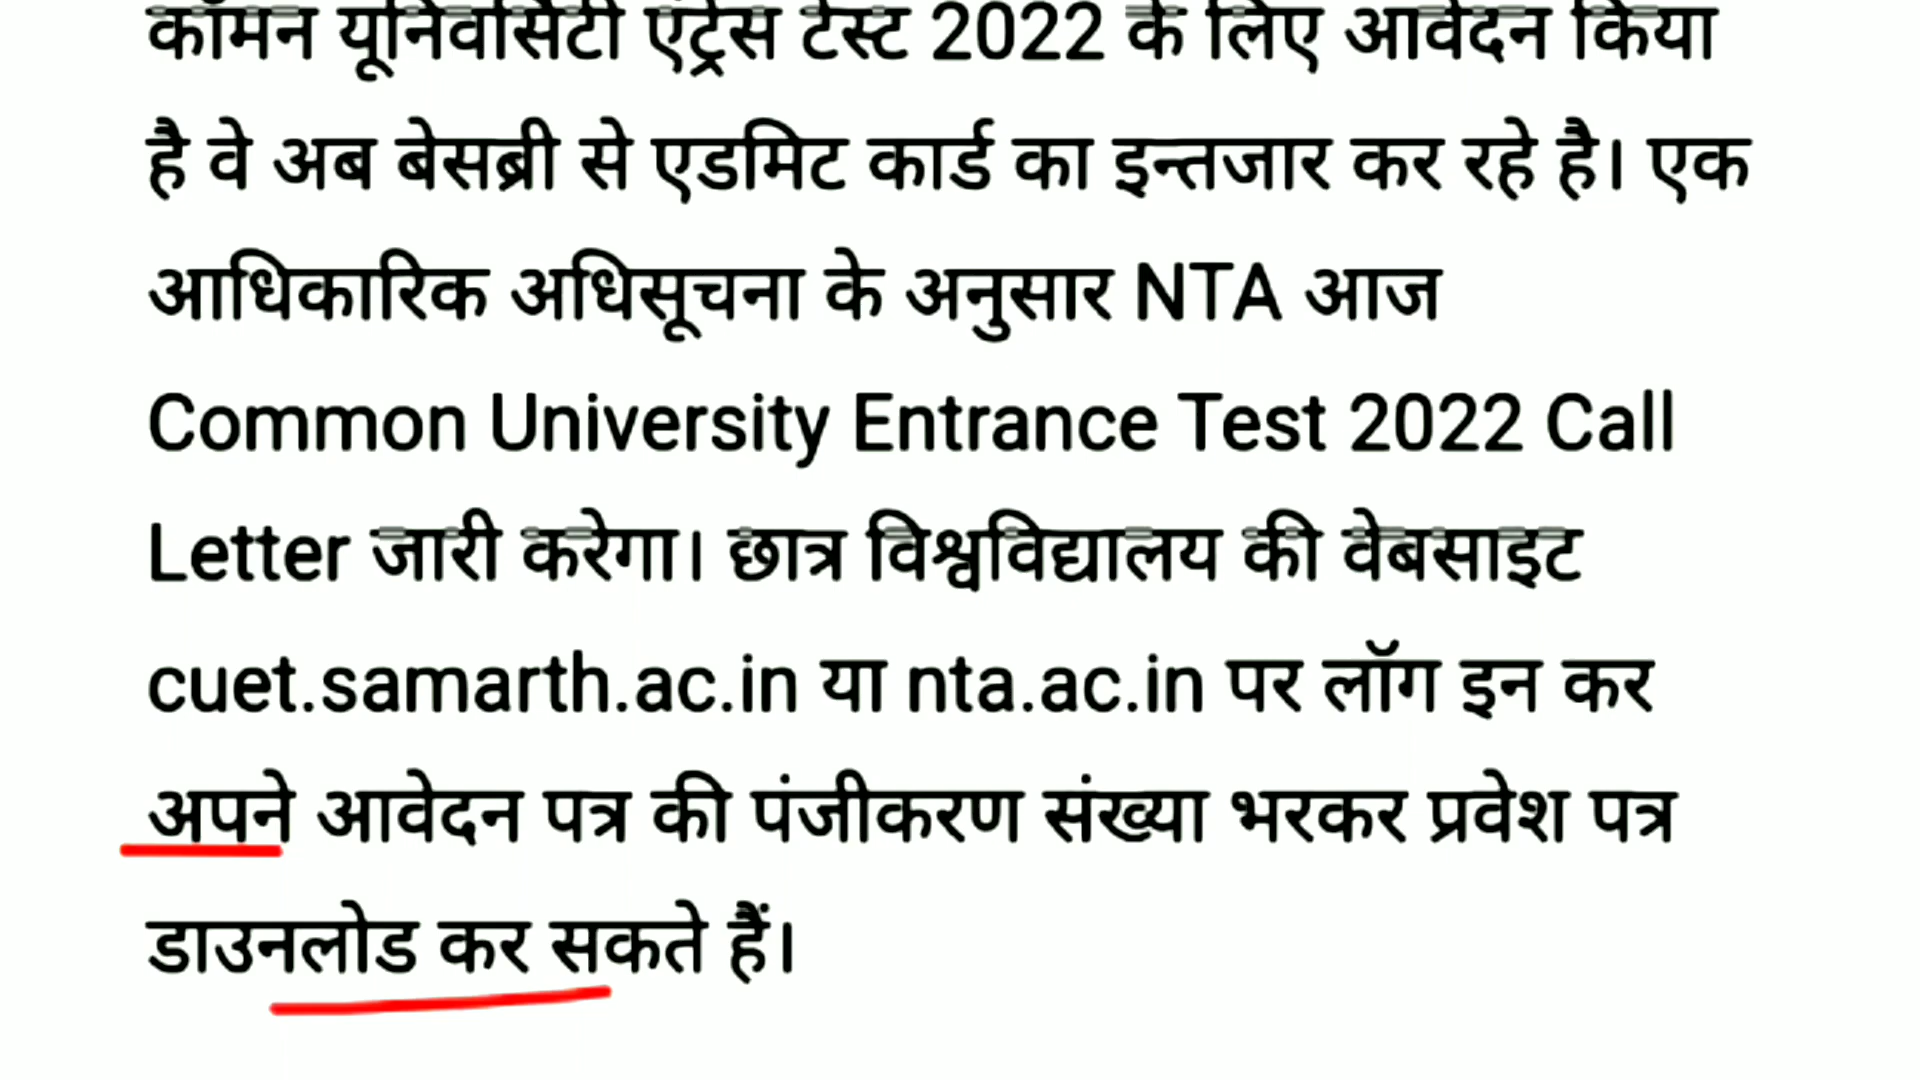 कॉमन यूनिवर्सिटी एंट्रेस टेस्ट 2022 के लिए आवेदन किया
है वे अब बेसब्री से एडमिट कार्ड का इन्तजार कर रहे है। एक
आधिकारिक अधिसूचना के अनुसार NTA आज
Common University Entrance Test 2022 Call
Letter जारी करेगा। छात्र विश्वविद्यालय की वेबसाइट
cuet.samarth.ac.in या nta.ac.in पर लॉग इन कर
अपने आवेदन पत्र की पंजीकरण संख्या भरकर प्रवेश पत्र
डाउनलोड कर सकते हैं।